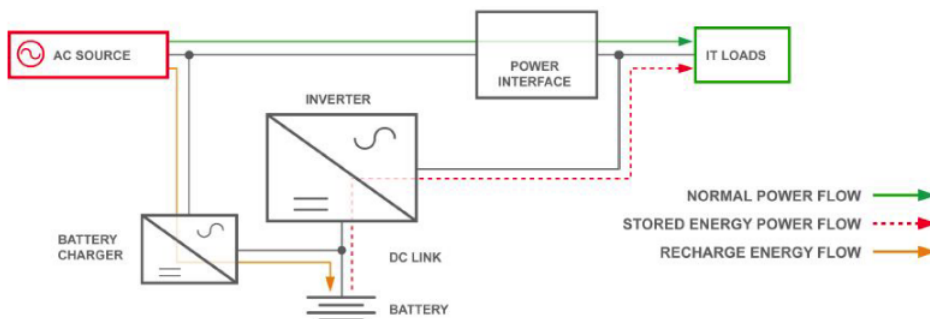 AC SOURCE
POWER
INTERFACE
IT LOADS
INVERTER
NORMAL POWER FLOW
STORED ENERGY POWER FLOW
BATTERY
CHARGER
DC LINK
RECHARGE ENERGY FLOW
BATTERY